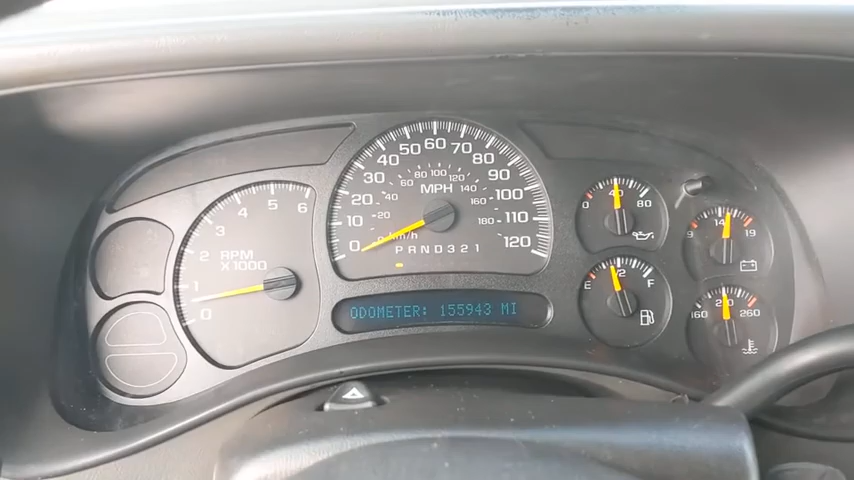 0 1 2 3 4 5 6
RPM
X1000
0 10 20 30 40 50 60 70 80 90 100 110 120
20 40 60 80 100 120 140 160 180
MPH
km/h
PRND321
ODOMETER: 155943 MI
0 40 80
9 14 19
E 1/2 F
160 210 260